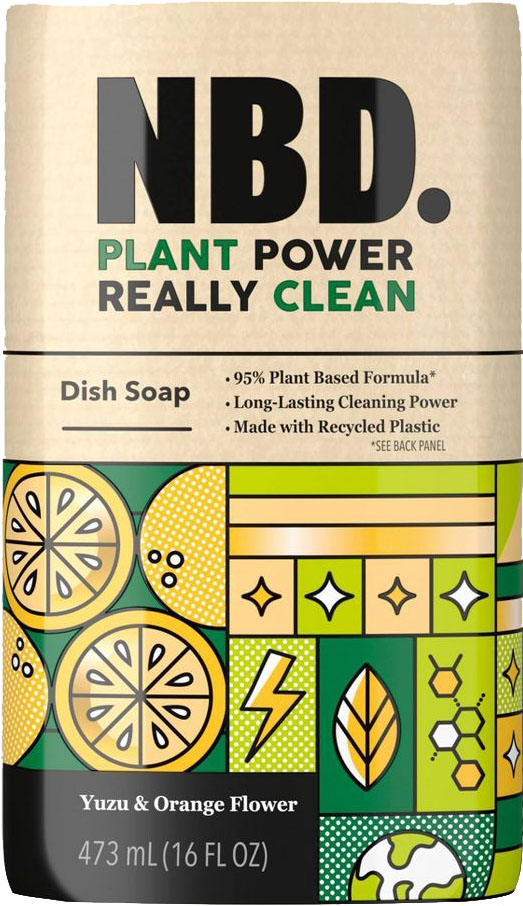 NBD.
PLANT POWER
REALLY CLEAN
Dish Soap
• 95% Plant Based Formula*
• Long-Lasting Cleaning Power
• Made with Recycled Plastic
*SEE BACK PANEL
Yuzu & Orange Flower
473 mL (16 FL OZ)